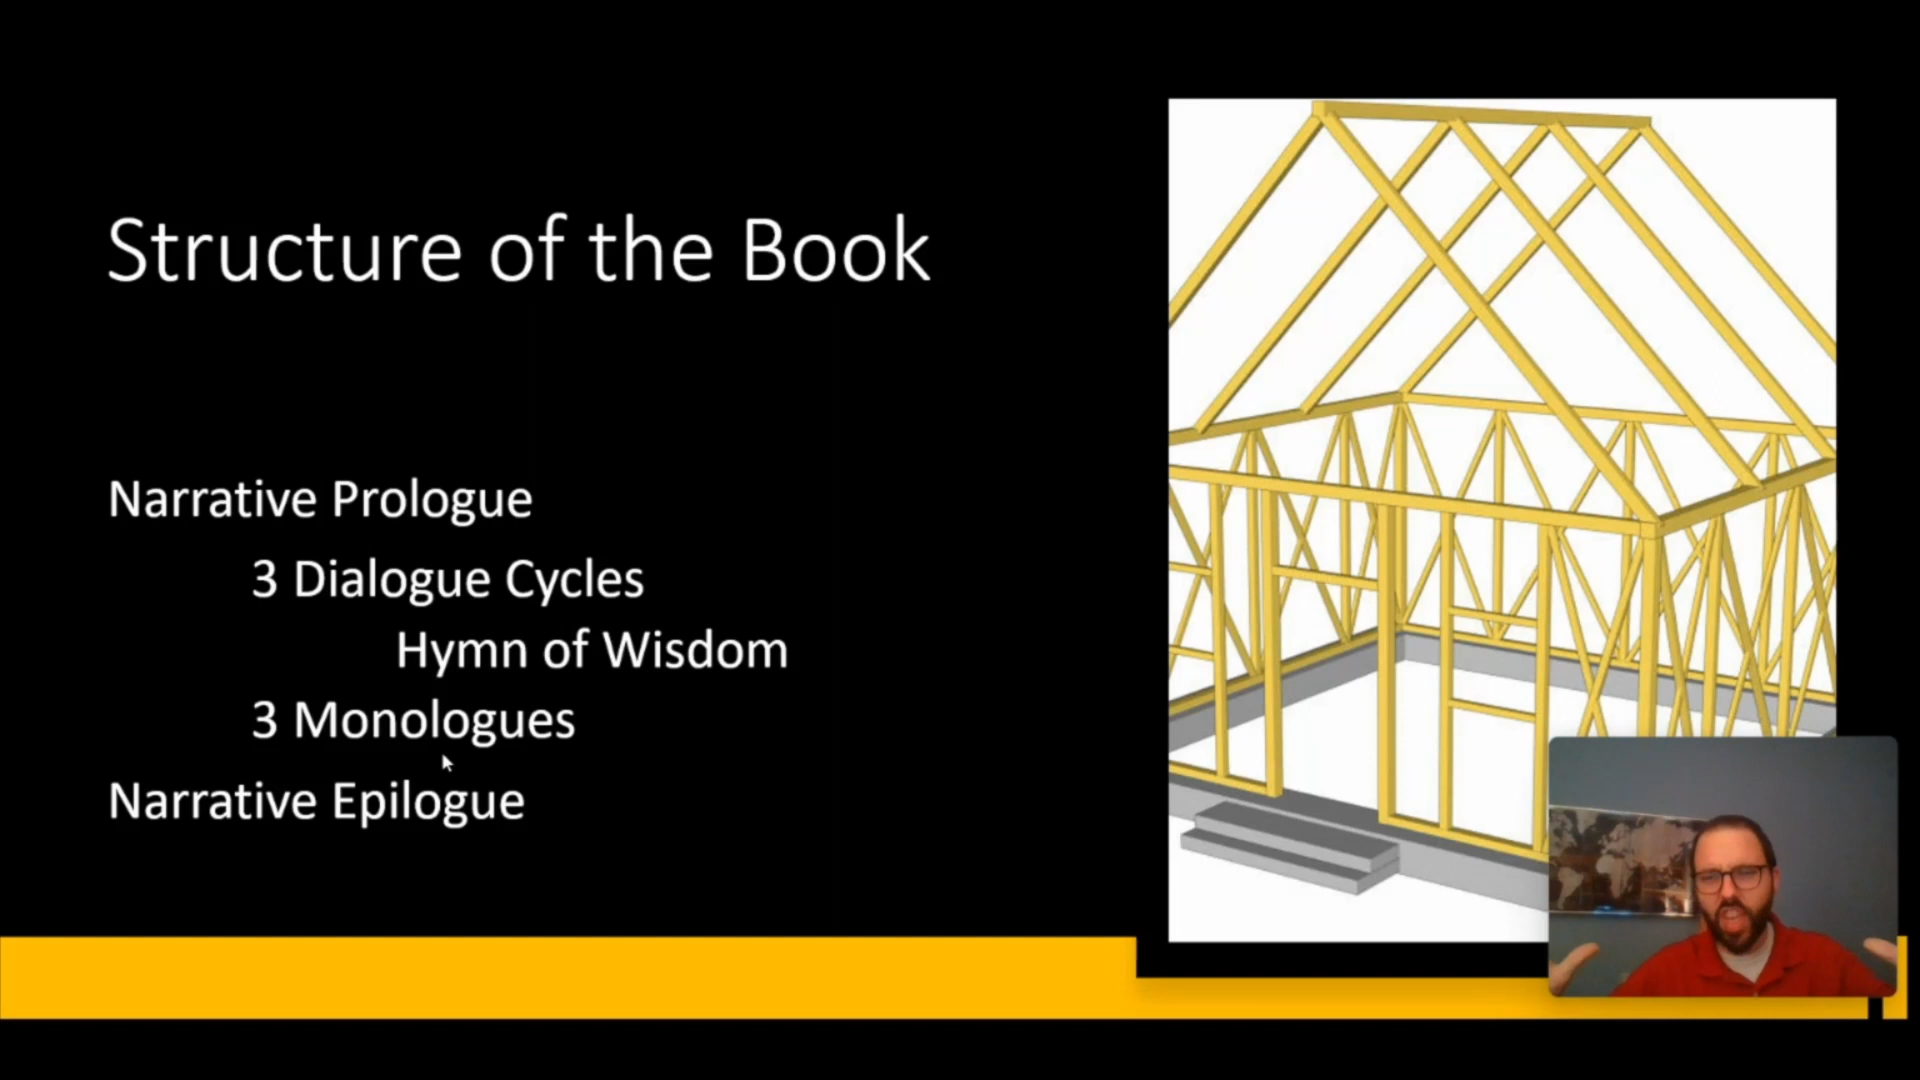 Structure of the Book
Narrative Prologue
3 Dialogue Cycles
Hymn of Wisdom
3 Monologues
Narrative Epilogue